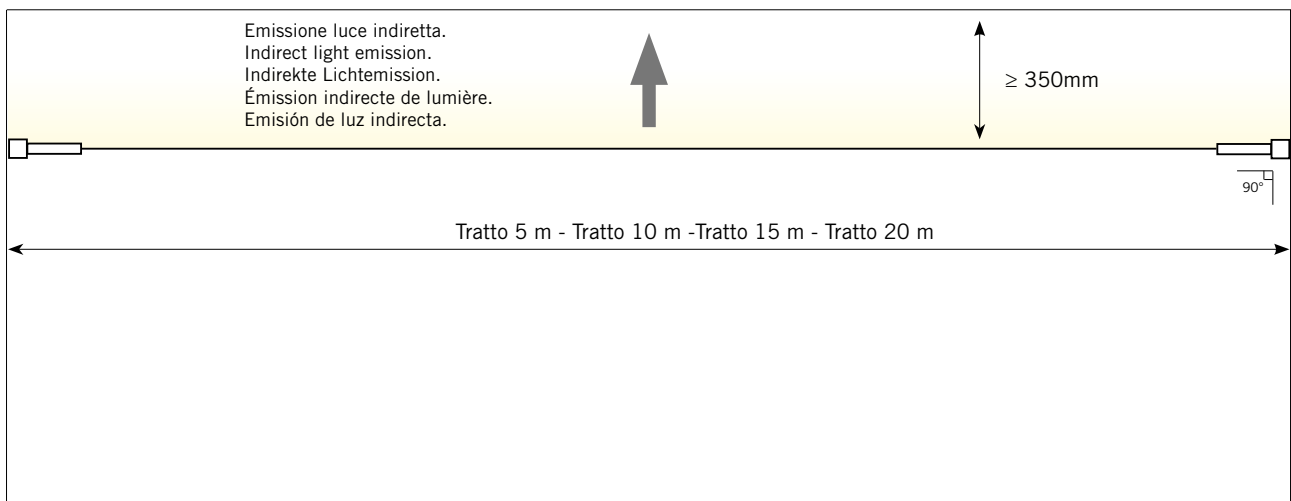 Emissione luce indiretta.
Indirect light emission.
Indirekte Lichtemission.
Émission indirecte de lumière.
Emisión de luz indirecta.
≥ 350mm
90°
Tratto 5 m - Tratto 10 m -Tratto 15 m - Tratto 20 m